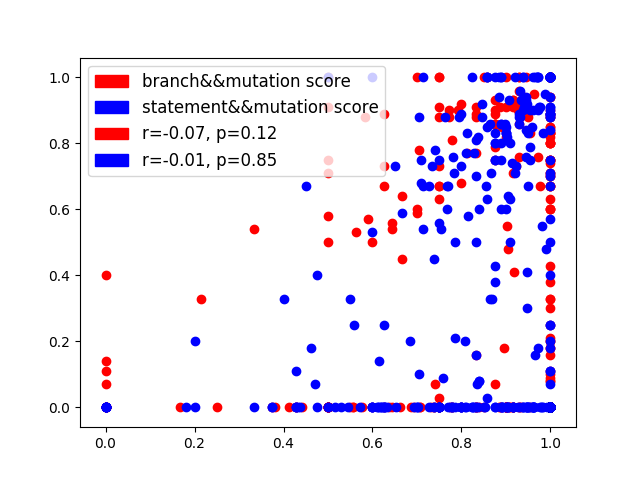 branch&&mutation score
statement&&mutation score
r=-0.07, p=0.12
r=-0.01, p=0.85
1.0
0.8
0.6
0.4
0.2
0.0
0.0 0.2 0.4 0.6 0.8 1.0